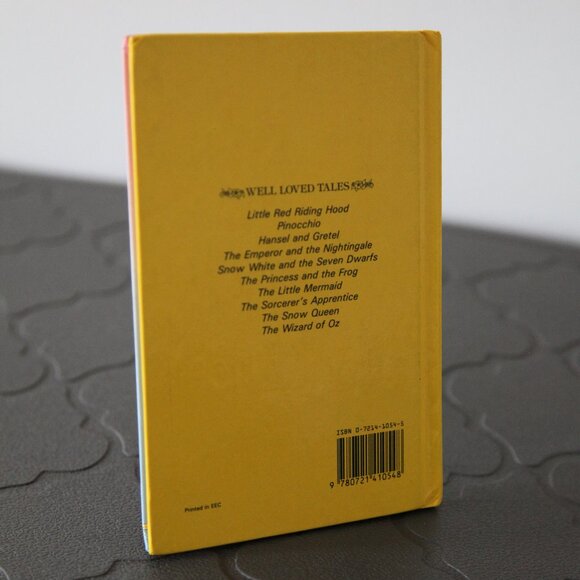 WELL LOVED TALES
Little Red Riding Hood
Pinocchio
Hansel and Gretel
The Emperor and the Nightingale
Snow White and the Seven Dwarfs
The Princess and the Frog
The Little Mermaid
The Sorcerer's Apprentice
The Snow Queen
The Wizard of Oz
ISBN 0-7214-1054-5
9 780721 410548
Printed in EEC